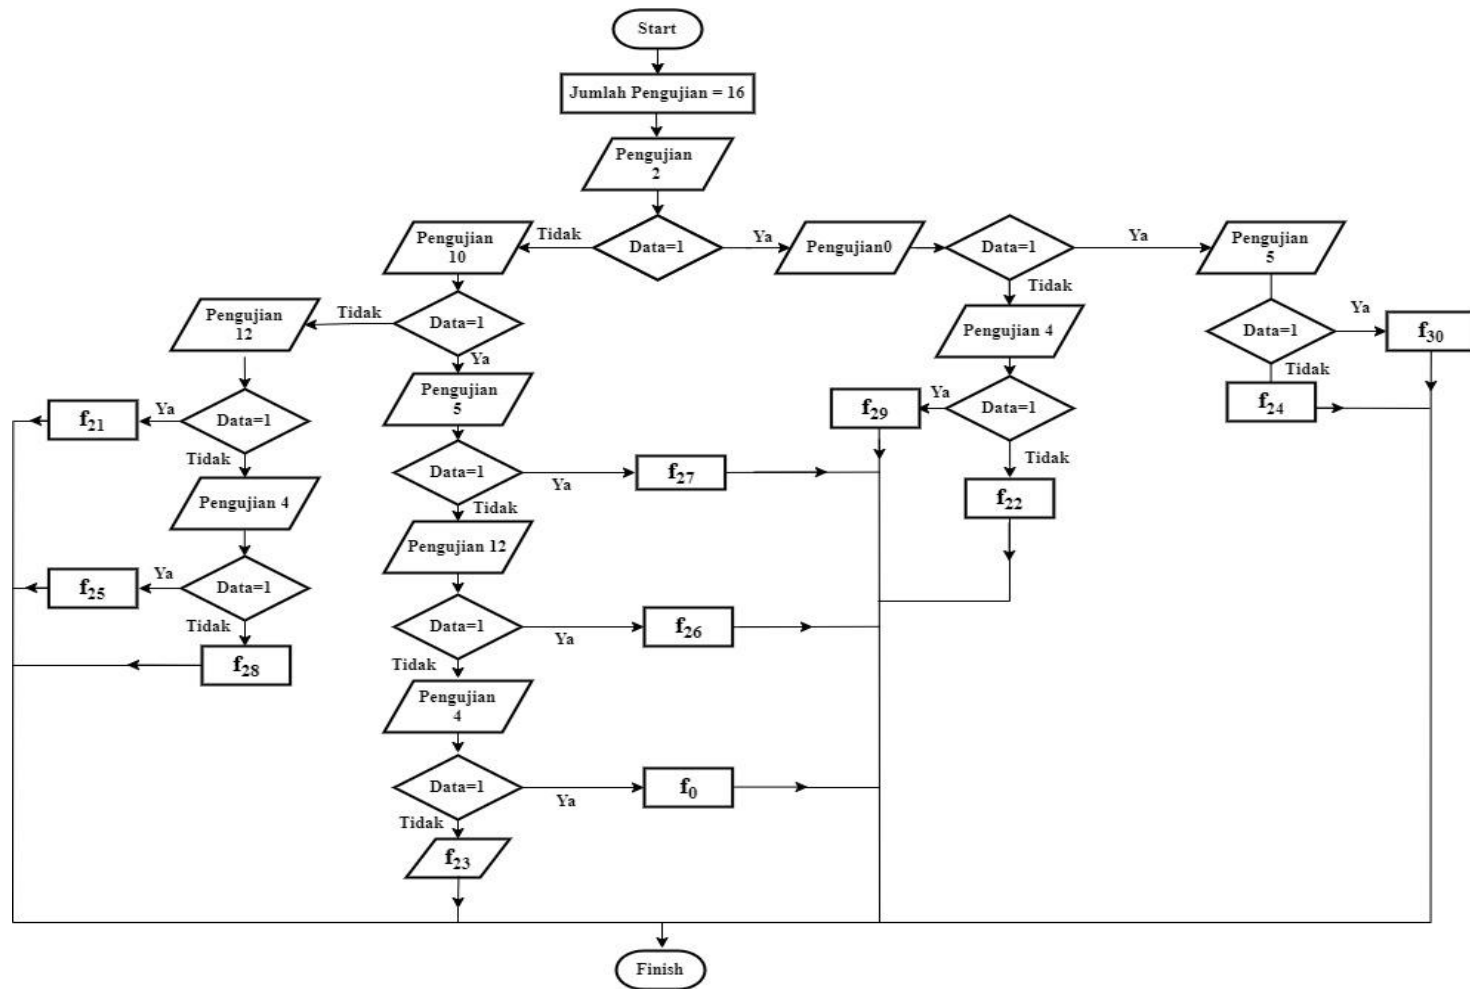 Start
Jumlah Pengujian = 16
Pengujian
2
Data=1
Tidak
Ya
Pengujian
10
Pengujian0
Data=1
Ya
Pengujian
5
Tidak
Data=1
Tidak
Pengujian
12
Ya
Pengujian 4
Data=1
Ya
f30
Tidak
f24
Pengujian
5
Data=1
Ya
f21
Tidak
Data=1
Ya
f29
Tidak
f22
Data=1
Ya
f27
Tidak
Pengujian 4
Pengujian 12
Data=1
Ya
f25
Tidak
f28
Data=1
Ya
f26
Tidak
Pengujian
4
Data=1
Ya
f0
Tidak
f23
Finish